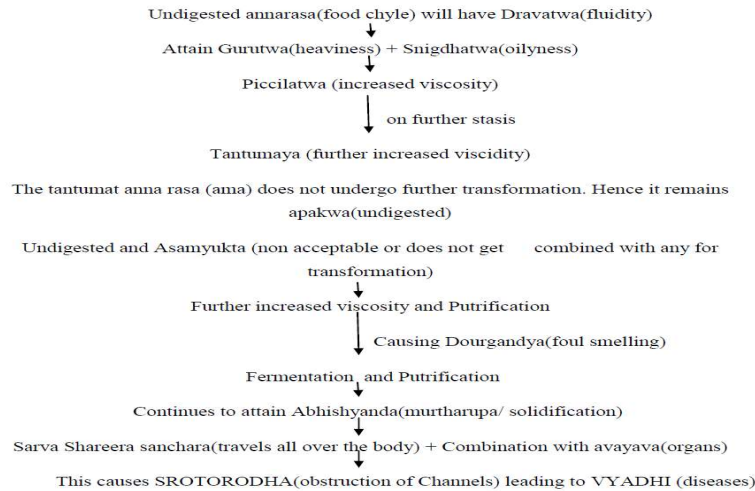 Undigested annarasa(food chyle) will have Dravatwa(fluidity)
Attain Gurutwa(heaviness) + Snigdhatwa(oilyness)
Piccilatwa (increased viscosity)
on further stasis
Tantumaya (further increased viscidity)
The tantumat anna rasa (ama) does not undergo further transformation. Hence it remains
apakwa(undigested)
Undigested and Asamyukta (non acceptable or does not get combined with any for
transformation)
Further increased viscosity and Putrification
Causing Dourgandya(foul smelling)
Fermentation and Putrification
Continues to attain Abhishyanda(murtharupa/ solidification)
Sarva Shareera sanchara(travels all over the body) + Combination with avayava(organs)
This causes SROTORODHA(obstruction of Channels) leading to VYADHI (diseases)